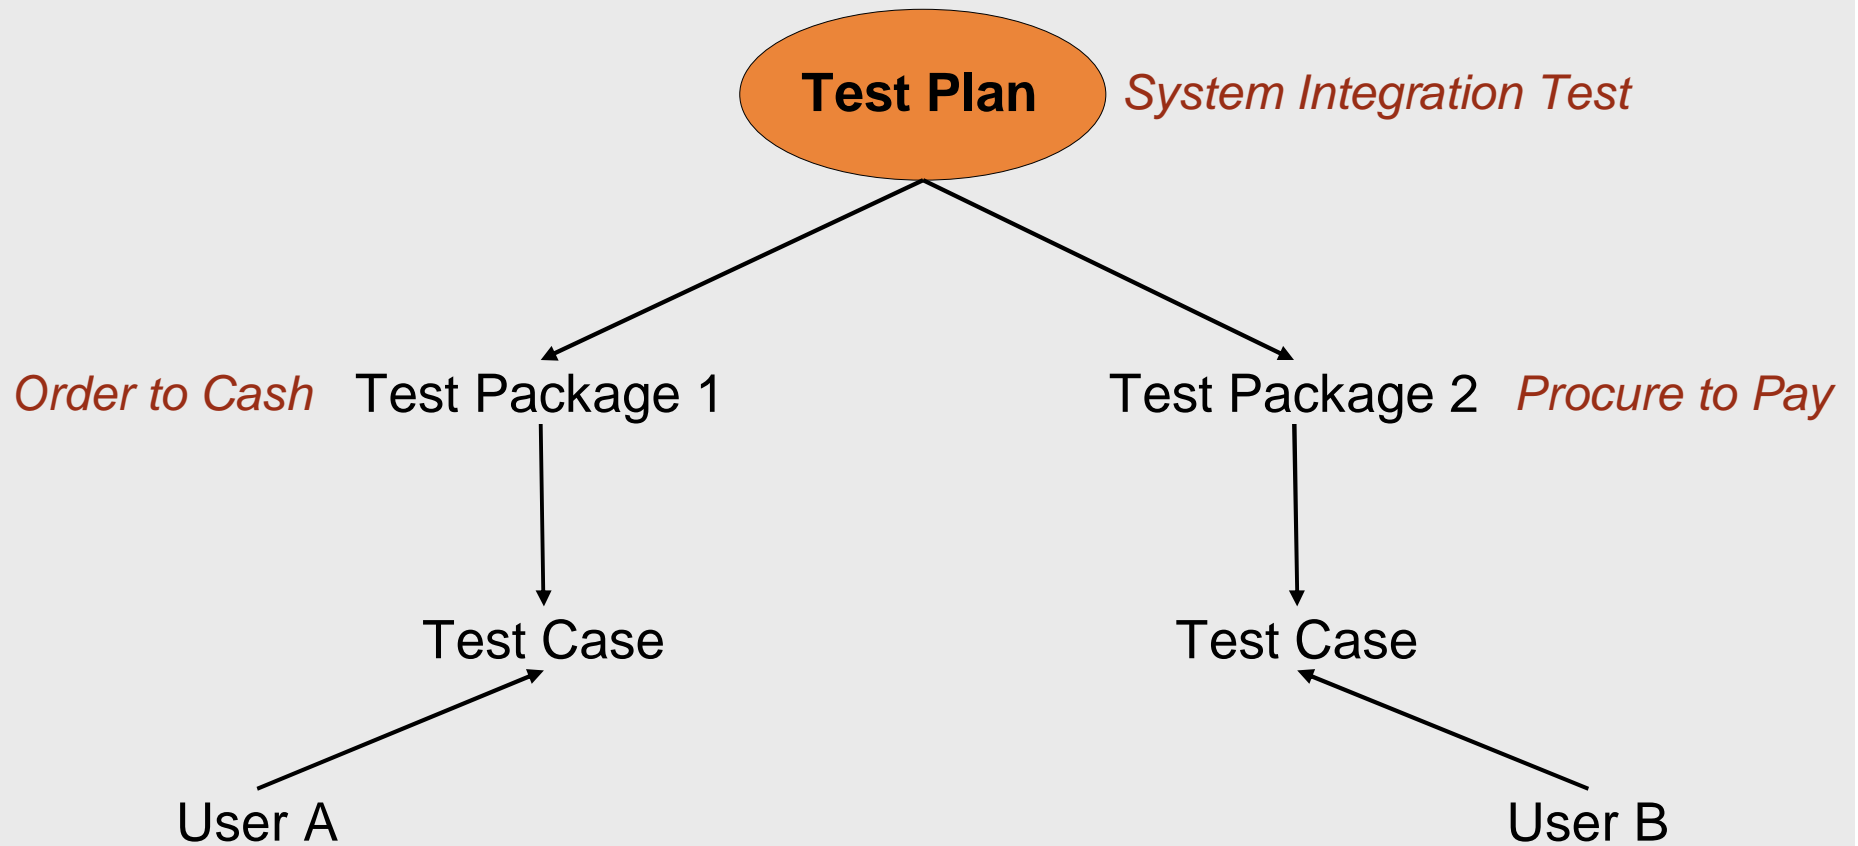 Test Plan System Integration Test
Order to Cash Test Package 1 Test Package 2 Procure to Pay
Test Case Test Case
User A User B